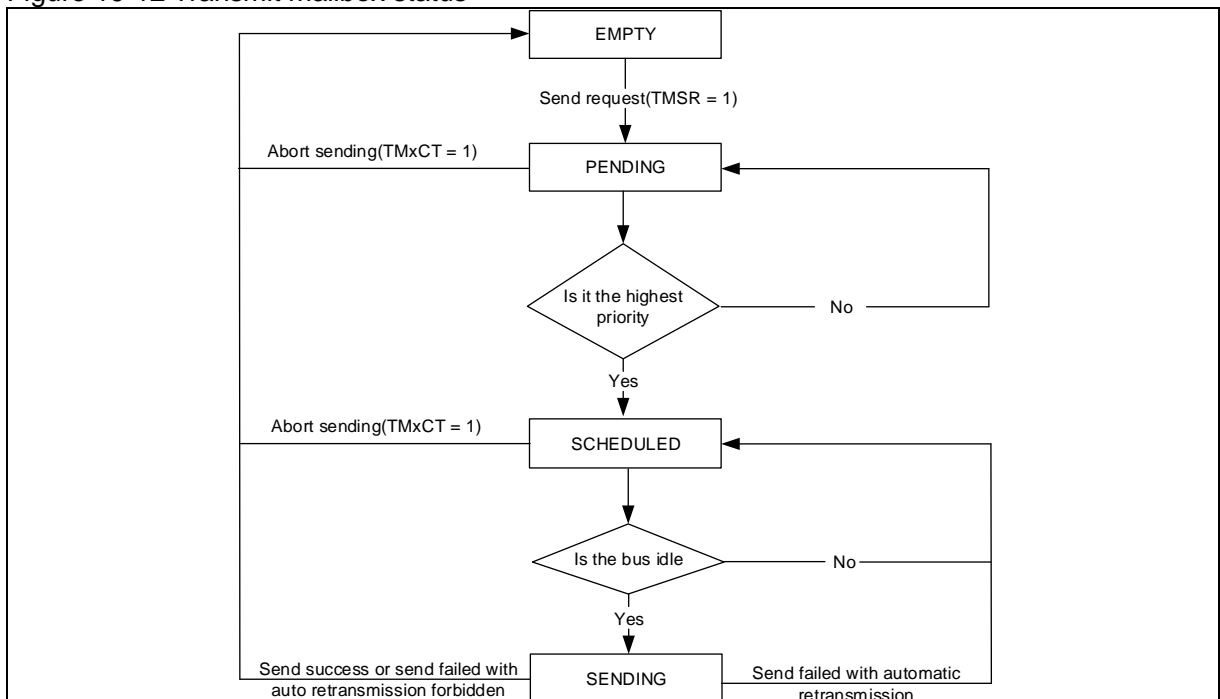 Figure 19-12 Transmit mailbox status
EMPTY
Send request(TMSR = 1)
Abort sending(TMxCT = 1)
PENDING
Is it the highest
priority
No
Yes
Abort sending(TMxCT = 1)
SCHEDULED
Is the bus idle
No
Yes
Send success or send failed with
auto retransmission forbidden
SENDING
Send failed with automatic
retransmission